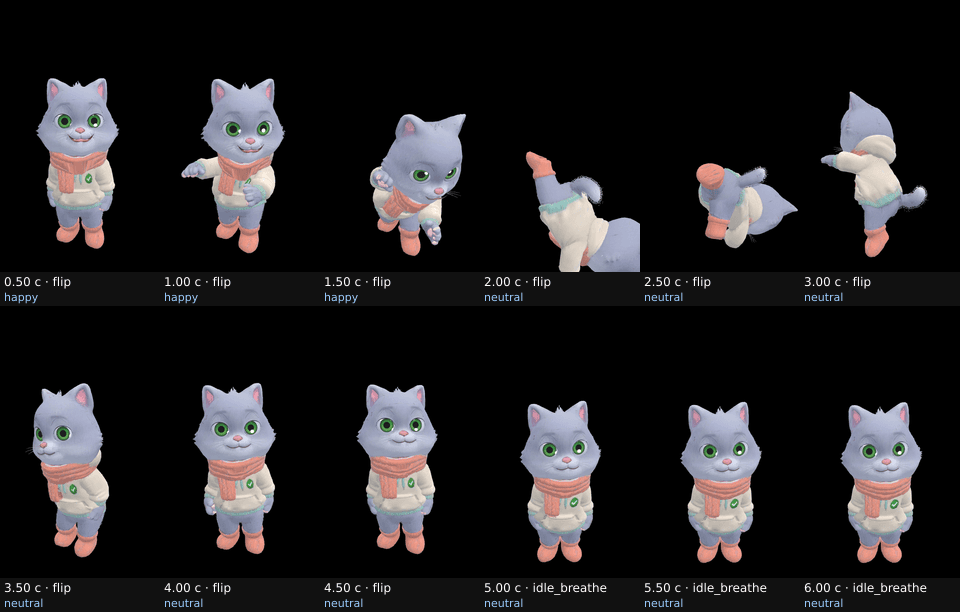 0.50 с · flip
happy
1.00 с · flip
happy
1.50 с · flip
happy
2.00 с · flip
neutral
2.50 с · flip
neutral
3.00 с · flip
neutral
3.50 с · flip
neutral
4.00 с · flip
neutral
4.50 с · flip
neutral
5.00 с · idle_breathe
neutral
5.50 с · idle_breathe
neutral
6.00 с · idle_breathe
neutral